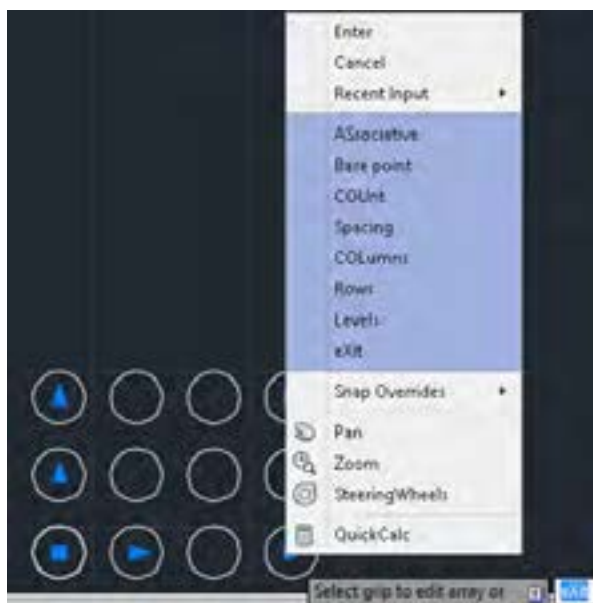 Enter
Cancel
Recent Input
ASsociative
Base point
COUnt
Spacing
COLumns
Rows
Levels
eXit
Snap Overrides
Pan
Zoom
SteeringWheels
QuickCalc
Select grip to edit array or
eXit